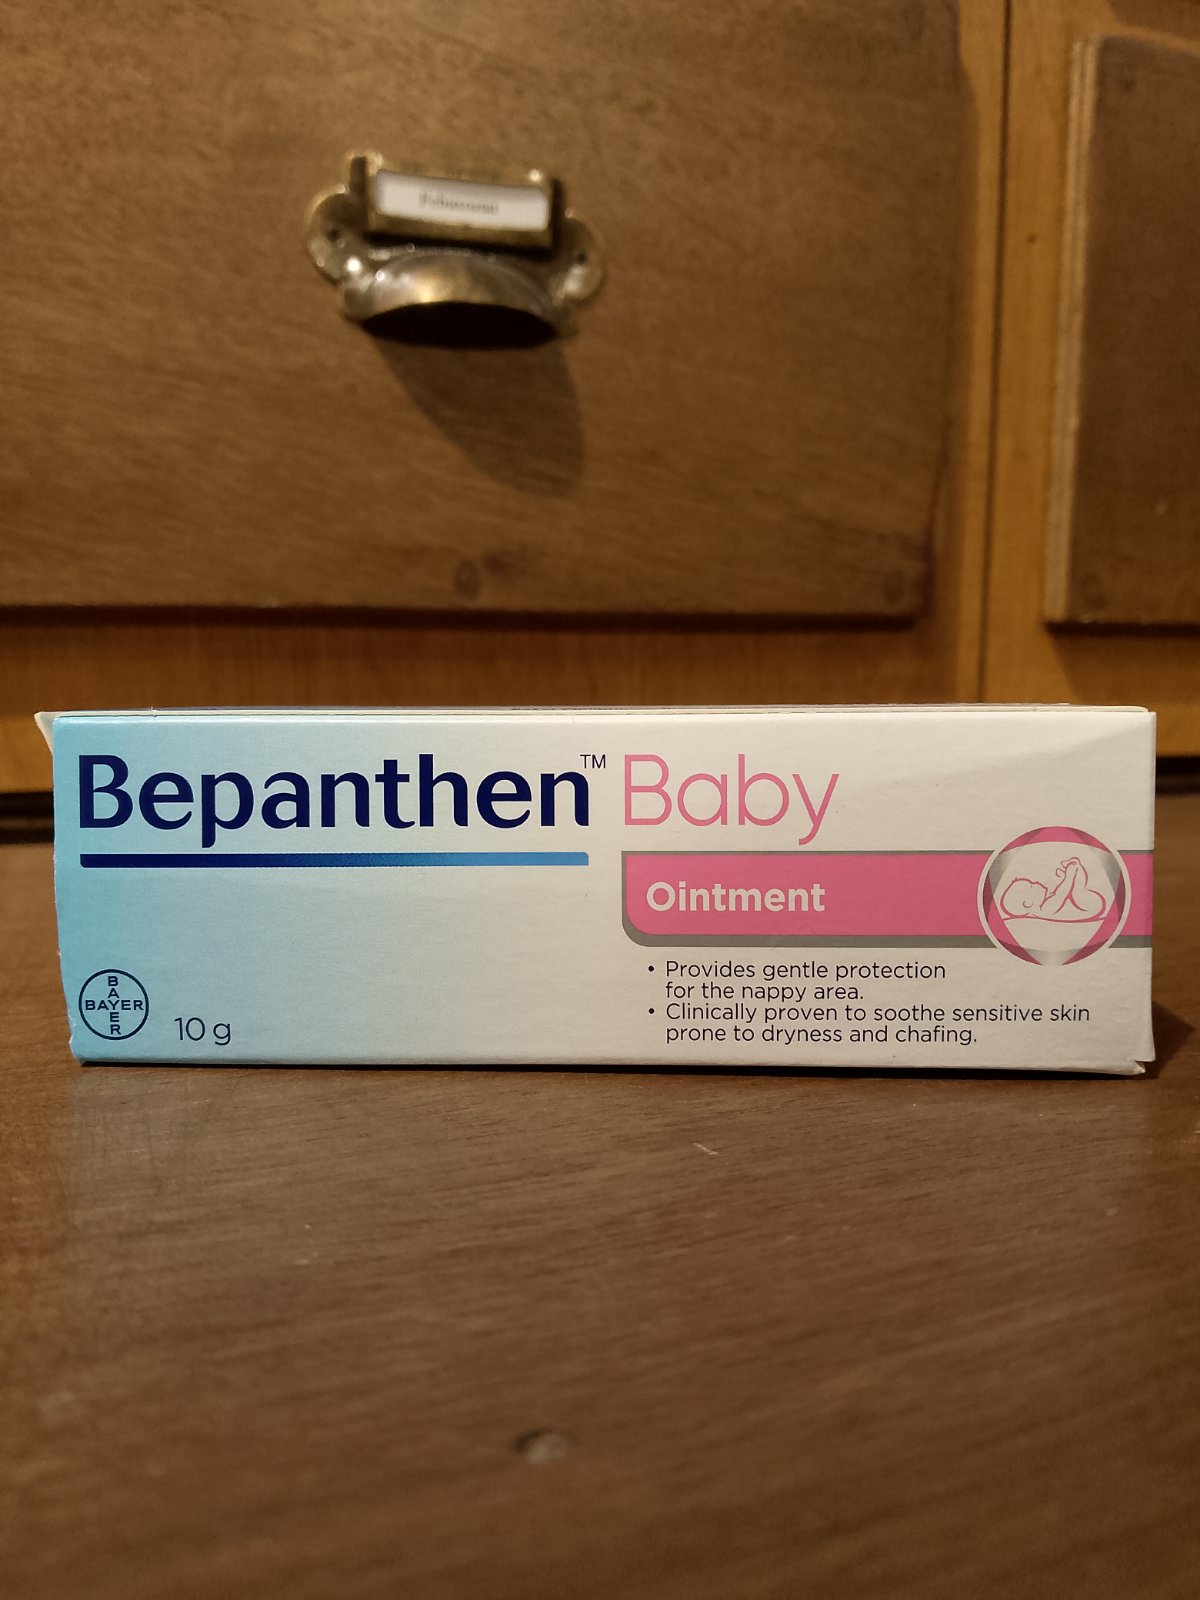 Bepanthen™ Baby
Ointment
• Provides gentle protection
for the nappy area.
• Clinically proven to soothe sensitive skin
prone to dryness and chafing.
BAYER
BAYER
10 g